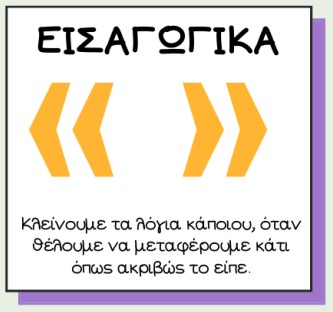 ΕΙΣΑΓΩΓΙΚΑ
« »
Κλείνουμε τα λόγια κάποιου, όταν
θέλουμε να μεταφέρουμε κάτι
όπως ακριβώς το είπε.